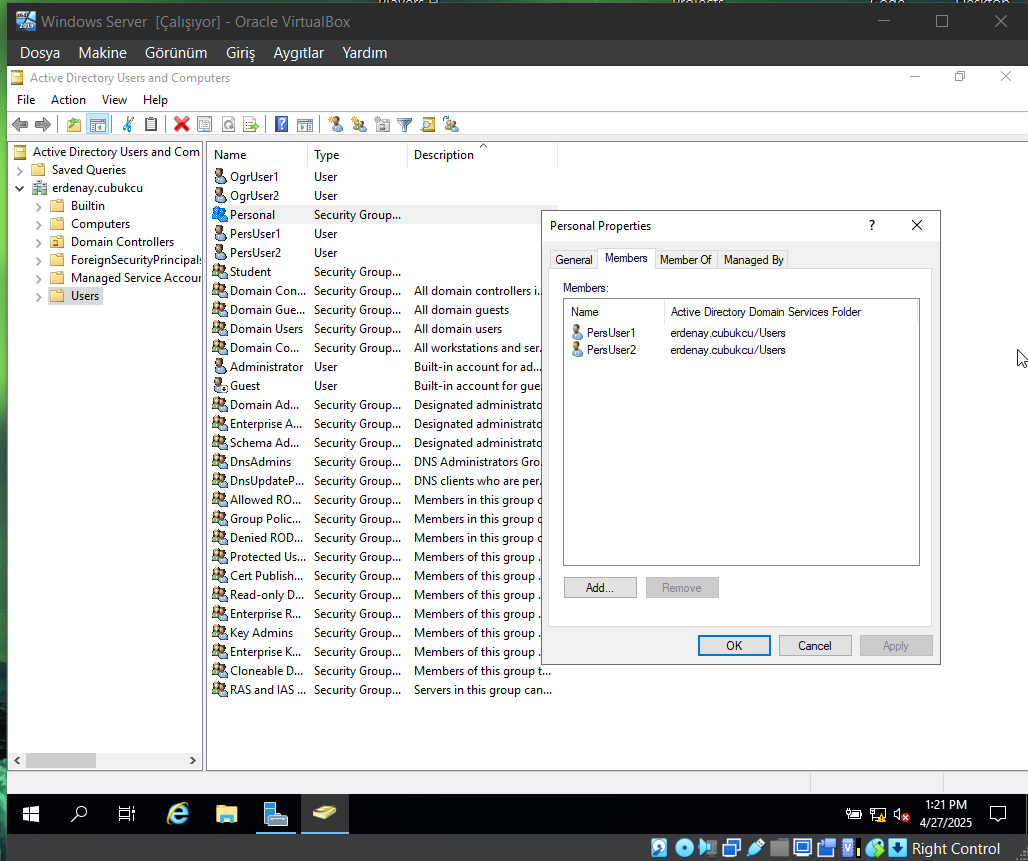 Windows Server [Çalışıyor] - Oracle VirtualBox
Dosya Makine Görünüm Giriş Aygıtlar Yardım
Active Directory Users and Computers
File Action View Help
Active Directory Users and Com
Saved Queries
erdenay.cubukcu
Builtin
Computers
Domain Controllers
ForeignSecurityPrincipals
Managed Service Accour
Users
Name Type Description
OgrUser1 User
OgrUser2 User
Personal Security Group...
PersUser1 User
PersUser2 User
Student Security Group...
Domain Con... Security Group... All domain controllers i...
Domain Gue... Security Group... All domain guests
Domain Users Security Group... All domain users
Domain Co... Security Group... All workstations and ser...
Administrator User Built-in account for ad...
Guest User Built-in account for gue
Domain Ad... Security Group... Designated administrato
Enterprise A... Security Group... Designated administrato
Schema Ad... Security Group... Designated administrato
DnsAdmins Security Group... DNS Administrators Gro
DnsUpdateP... Security Group... DNS clients who are per
Allowed RO... Security Group... Members in this group c
Group Polic... Security Group... Members in this group c
Denied ROD... Security Group... Members in this group c
Protected Us... Security Group... Members of this group .
Cert Publish... Security Group... Members of this group .
Read-only D... Security Group... Members of this group .
Enterprise R... Security Group... Members of this group .
Key Admins Security Group... Members of this group .
Enterprise K... Security Group... Members of this group .
Cloneable D... Security Group... Members of this group t...
RAS and IAS ... Security Group... Servers in this group can...
Personal Properties ?
General Members Member Of Managed By
Members:
Name Active Directory Domain Services Folder
PersUser1 erdenay.cubukcu/Users
PersUser2 erdenay.cubukcu/Users
Add... Remove
OK Cancel Apply
1:21 PM
4/27/2025
Right Control